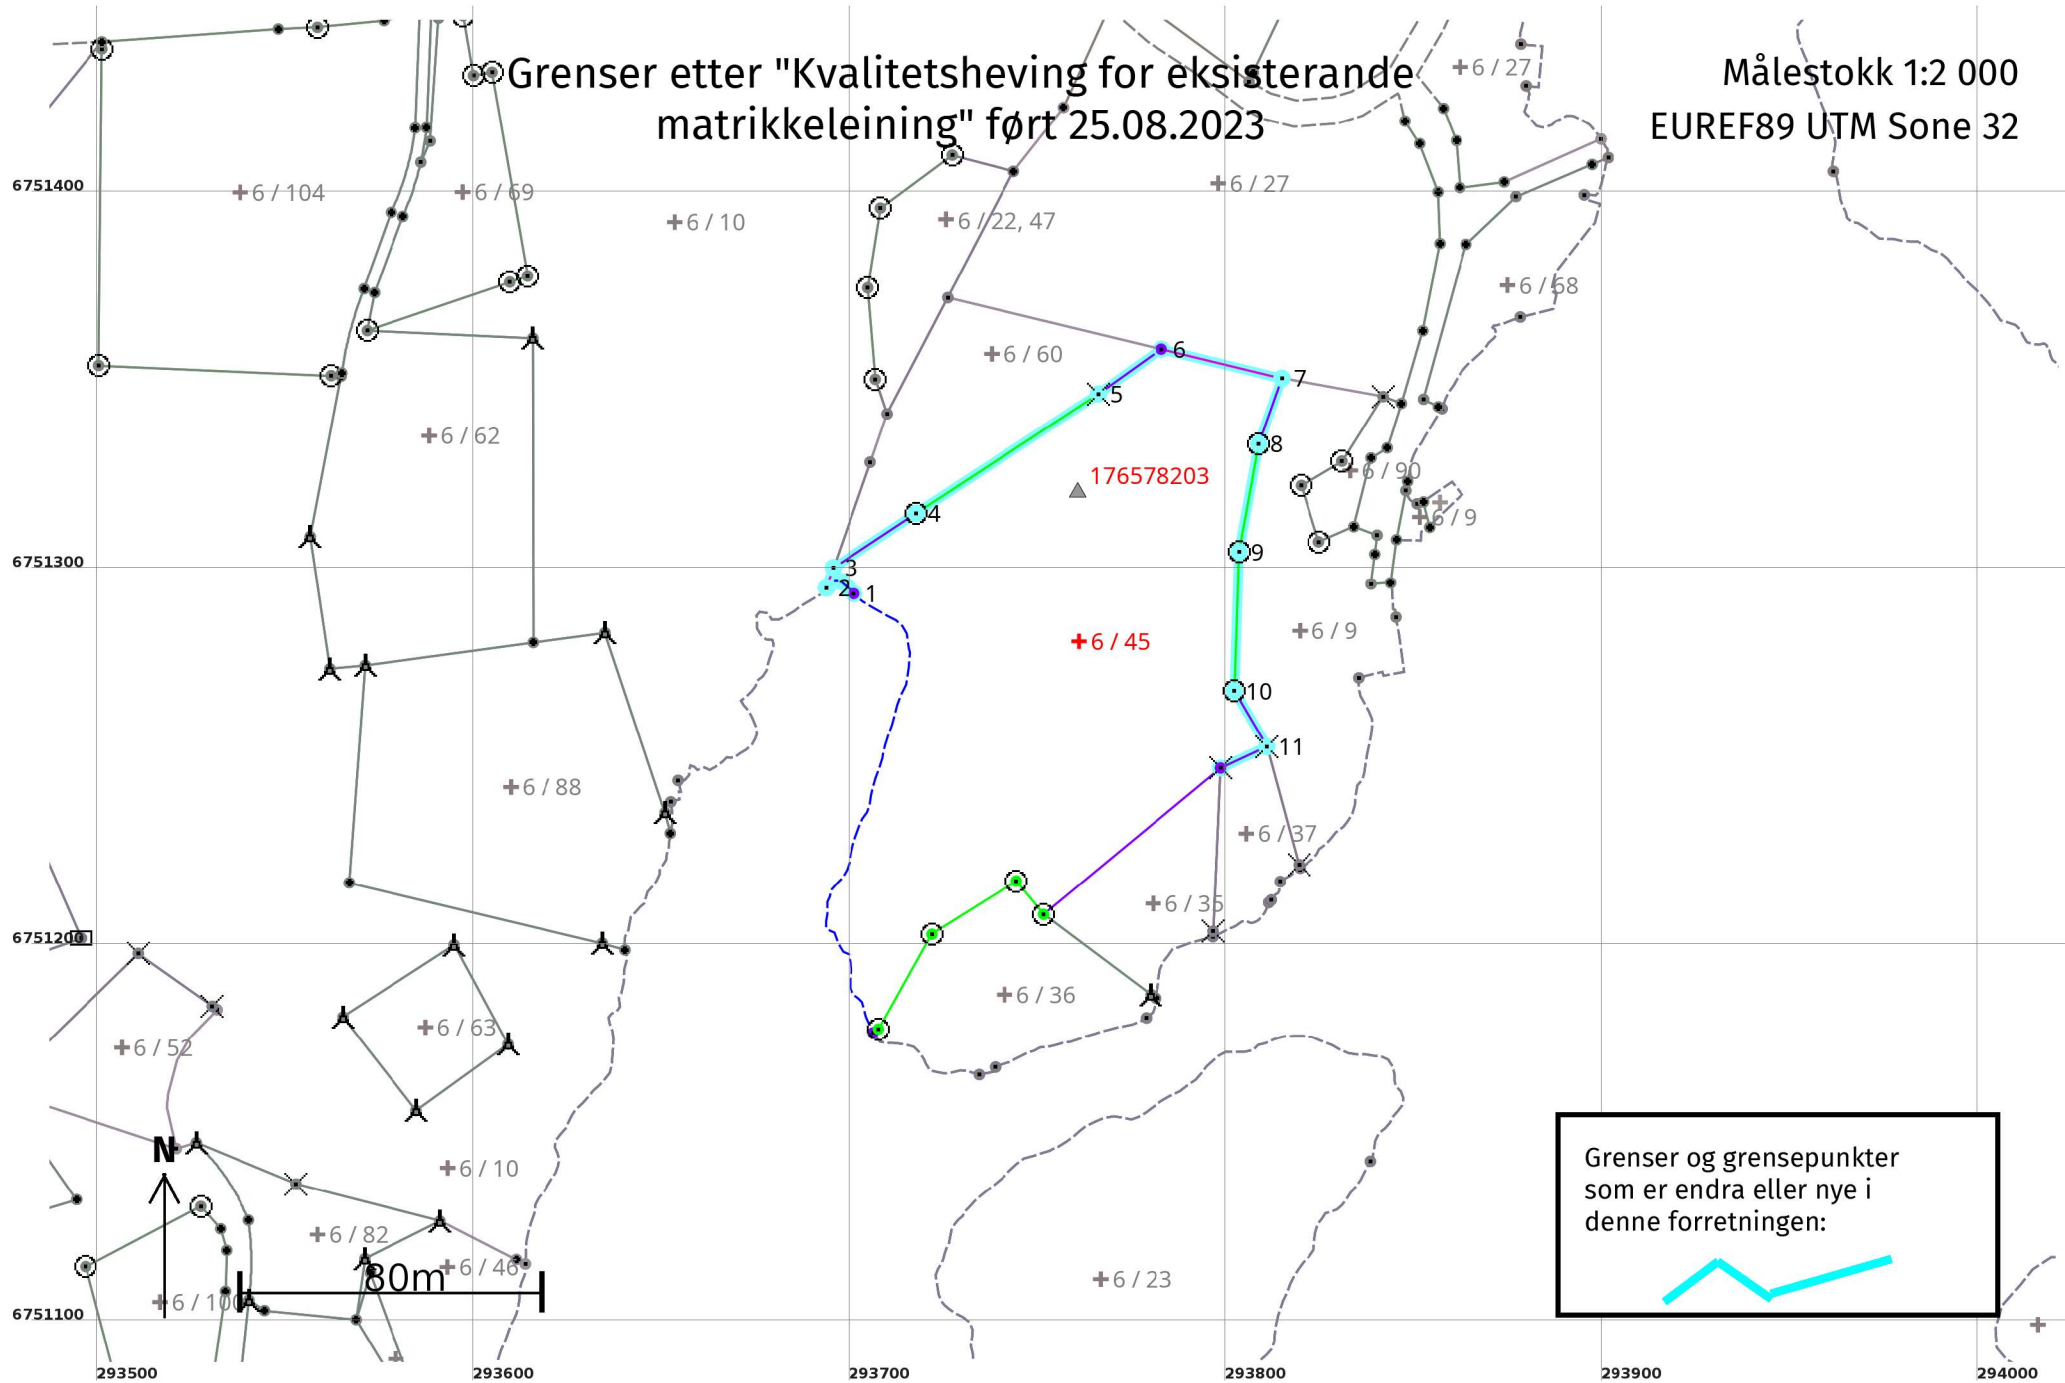 Grenser etter "Kvalitetsheving for eksisterande
matrikkeleining" ført 25.08.2023
Målestokk 1:2 000
EUREF89 UTM Sone 32
6 / 27
6751400
6 / 104
6 / 69
6 / 10
6 / 22, 47
6 / 27
6 / 68
6 / 60
6
7
5
6 / 62
8
6 / 90
176578203
4
6 / 9
9
6751300
3
2
1
6 / 9
6 / 45
10
11
6 / 88
6 / 37
6 / 35
6751200
6 / 36
6 / 63
6 / 52
N
6 / 10
Grenser og grensepunkter
som er endra eller nye i
denne forretningen:
6 / 82
6 / 46
80m
6 / 23
6 / 100
6751100
293500
293600
293700
293800
293900
294000